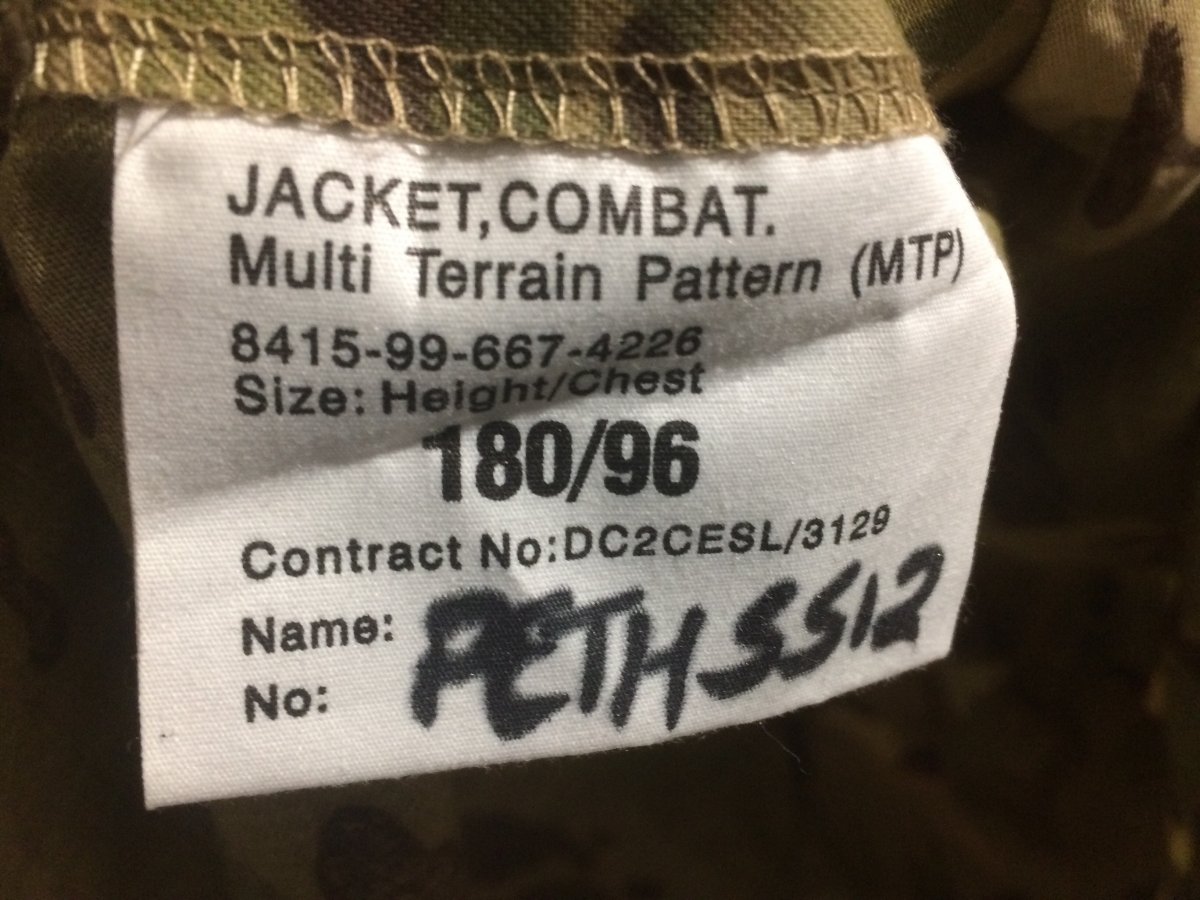 JACKET,COMBAT.
Multi Terrain Pattern (MTP)
8415-99-667-4226
Size: Height/Chest
180/96
Contract No:DC2CESL/3129
Name: PETH SS12
No: